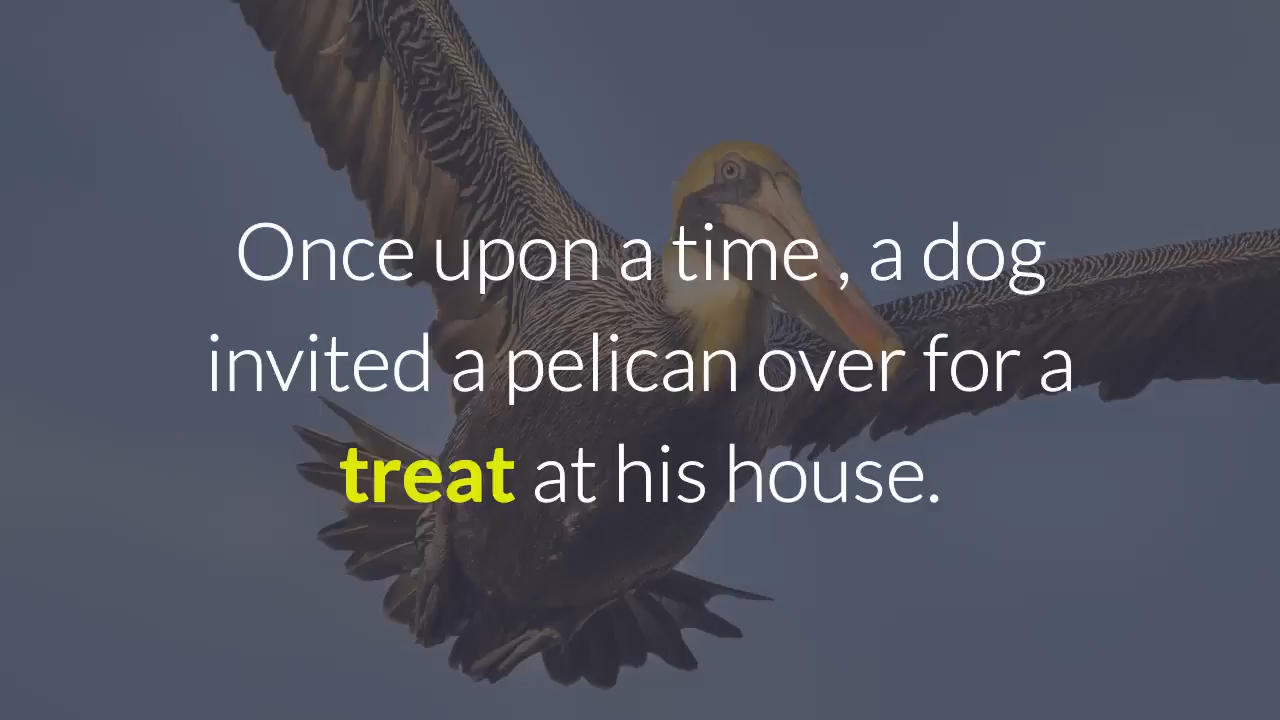 Once upon a time , a dog
invited a pelican over for a
treat at his house.